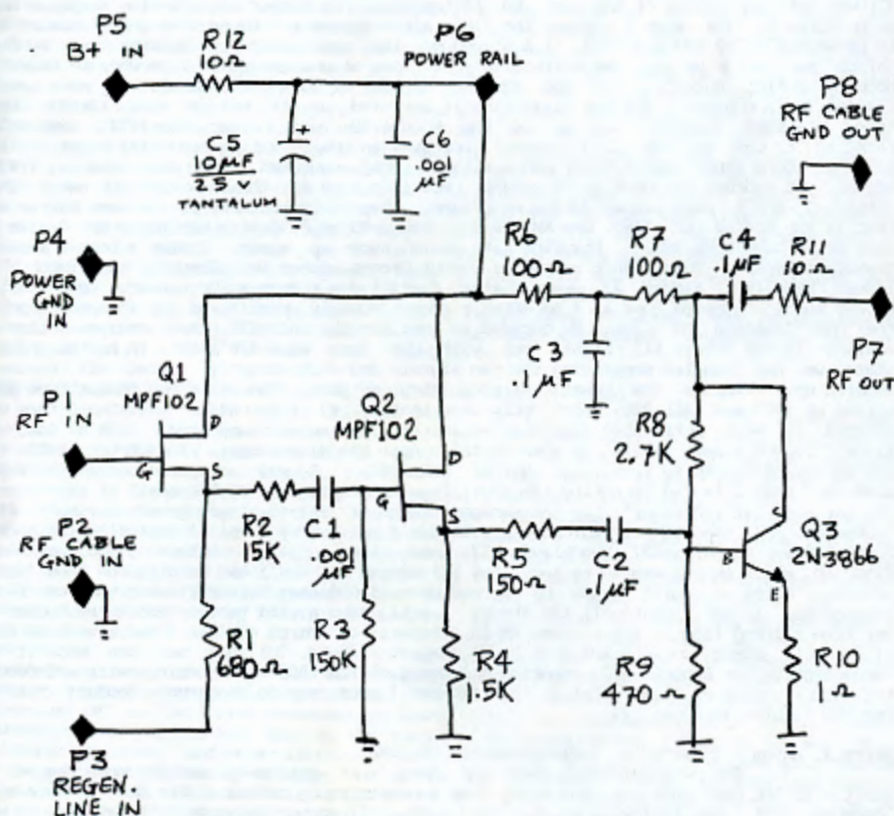 P5
B+ IN
R12
10Ω
P6
POWER RAIL
P8
RF CABLE
GND OUT
C5
10µF
25 V
TANTALUM
+
C6
.001
µF
P4
POWER
GND
IN
R6
100Ω
R7
100Ω
C4
.1µF
R11
10Ω
P7
RF OUT
C3
.1µF
Q1
MPF102
D
G
S
P1
RF IN
Q2
MPF102
D
G
S
R8
2.7K
C
B
E
Q3
2N3866
R2
15K
C1
.001
µF
P2
RF CABLE
GND IN
R5
150Ω
C2
.1µF
R1
680Ω
R3
150K
R4
1.5K
R9
470Ω
R10
1Ω
P3
REGEN.
LINE IN